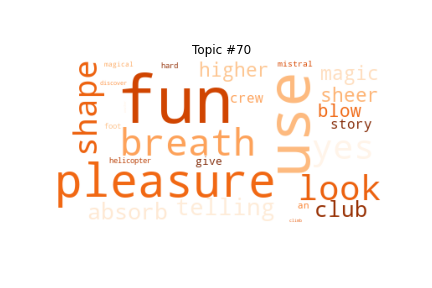 Topic #70
magical
hard
mistral
discover
higher
magic
shape
fun
use
crew
sheer
blow
foot
story
breath
yes
helicopter
give
pleasure
look
absorb
telling
an
club